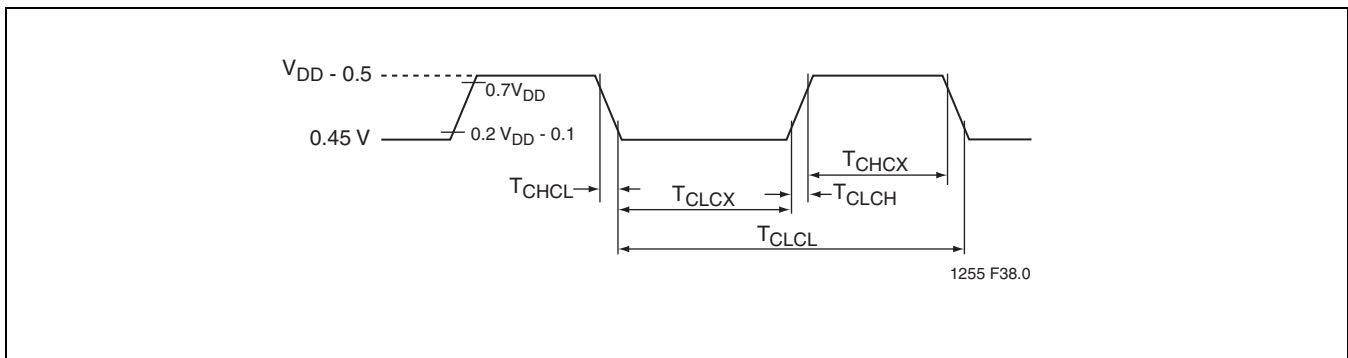 VDD - 0.5
0.7VDD
0.45 V
0.2 VDD - 0.1
TCHCX
TCHCL
TCLCX
TCLCH
TCLCL
1255 F38.0